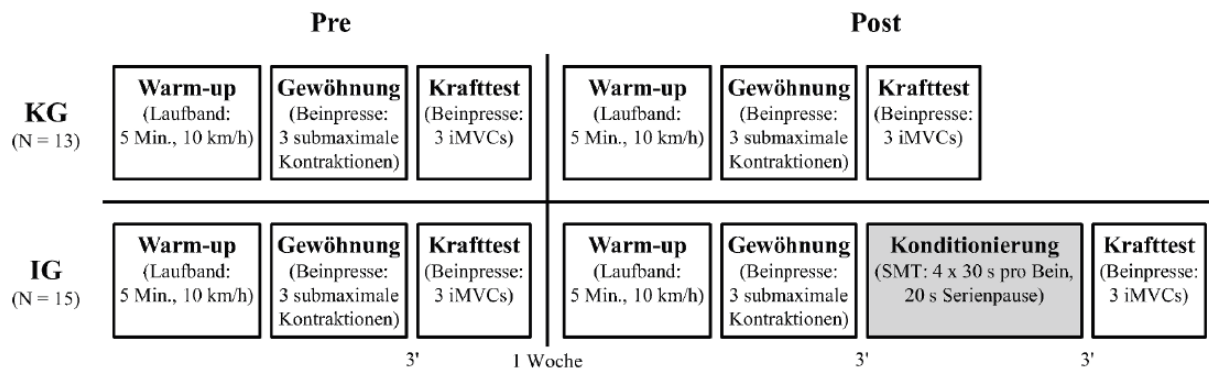 Pre
Post
KG
(N = 13)
Warm-up
(Laufband:
5 Min., 10 km/h)
Gewöhnung
(Beinpresse:
3 submaximale
Kontraktionen)
Krafttest
(Beinpresse:
3 iMVCs)
Warm-up
(Laufband:
5 Min., 10 km/h)
Gewöhnung
(Beinpresse:
3 submaximale
Kontraktionen)
Krafttest
(Beinpresse:
3 iMVCs)
IG
(N = 15)
Warm-up
(Laufband:
5 Min., 10 km/h)
Gewöhnung
(Beinpresse:
3 submaximale
Kontraktionen)
Krafttest
(Beinpresse:
3 iMVCs)
Warm-up
(Laufband:
5 Min., 10 km/h)
Gewöhnung
(Beinpresse:
3 submaximale
Kontraktionen)
Konditionierung
(SMT: 4 x 30 s pro Bein,
20 s Serienpause)
Krafttest
(Beinpresse:
3 iMVCs)
3'
1 Woche
3'
3'